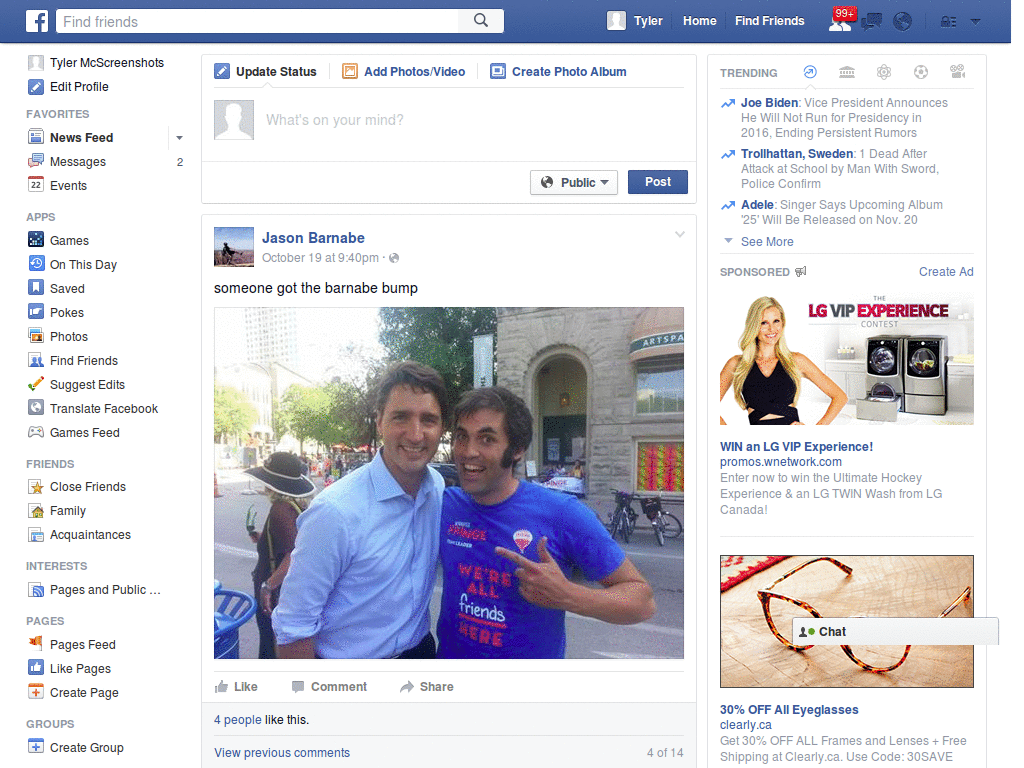 f
Find friends
Tyler
Home
Find Friends
99+
Tyler McScreenshots
Edit Profile
FAVORITES
News Feed
Messages
2
22
Events
APPS
Games
On This Day
Saved
Pokes
Photos
Find Friends
Suggest Edits
Translate Facebook
Games Feed
FRIENDS
Close Friends
Family
Acquaintances
INTERESTS
Pages and Public ...
PAGES
Pages Feed
Like Pages
Create Page
GROUPS
Create Group
Update Status
Add Photos/Video
Create Photo Album
What's on your mind?
Public
Post
Jason Barnabe
October 19 at 9:40pm ·
someone got the barnabe bump
ARTSPA
FRINGE
TEAM LEADER
WE'RE
ALL
friends
HERE
Like
Comment
Share
4 people like this.
View previous comments
4 of 14
TRENDING
Joe Biden: Vice President Announces
He Will Not Run for Presidency in
2016, Ending Persistent Rumors
Trollhattan, Sweden: 1 Dead After
Attack at School by Man With Sword,
Police Confirm
Adele: Singer Says Upcoming Album
'25' Will Be Released on Nov. 20
See More
SPONSORED
Create Ad
THE
LG VIP EXPERIENCE
CONTEST
WIN an LG VIP Experience!
promos.wnetwork.com
Enter now to win the Ultimate Hockey
Experience & an LG TWIN Wash from LG
Canada!
Chat
30% OFF All Eyeglasses
clearly.ca
Get 30% OFF ALL Frames and Lenses + Free
Shipping at Clearly.ca. Use Code: 30SAVE